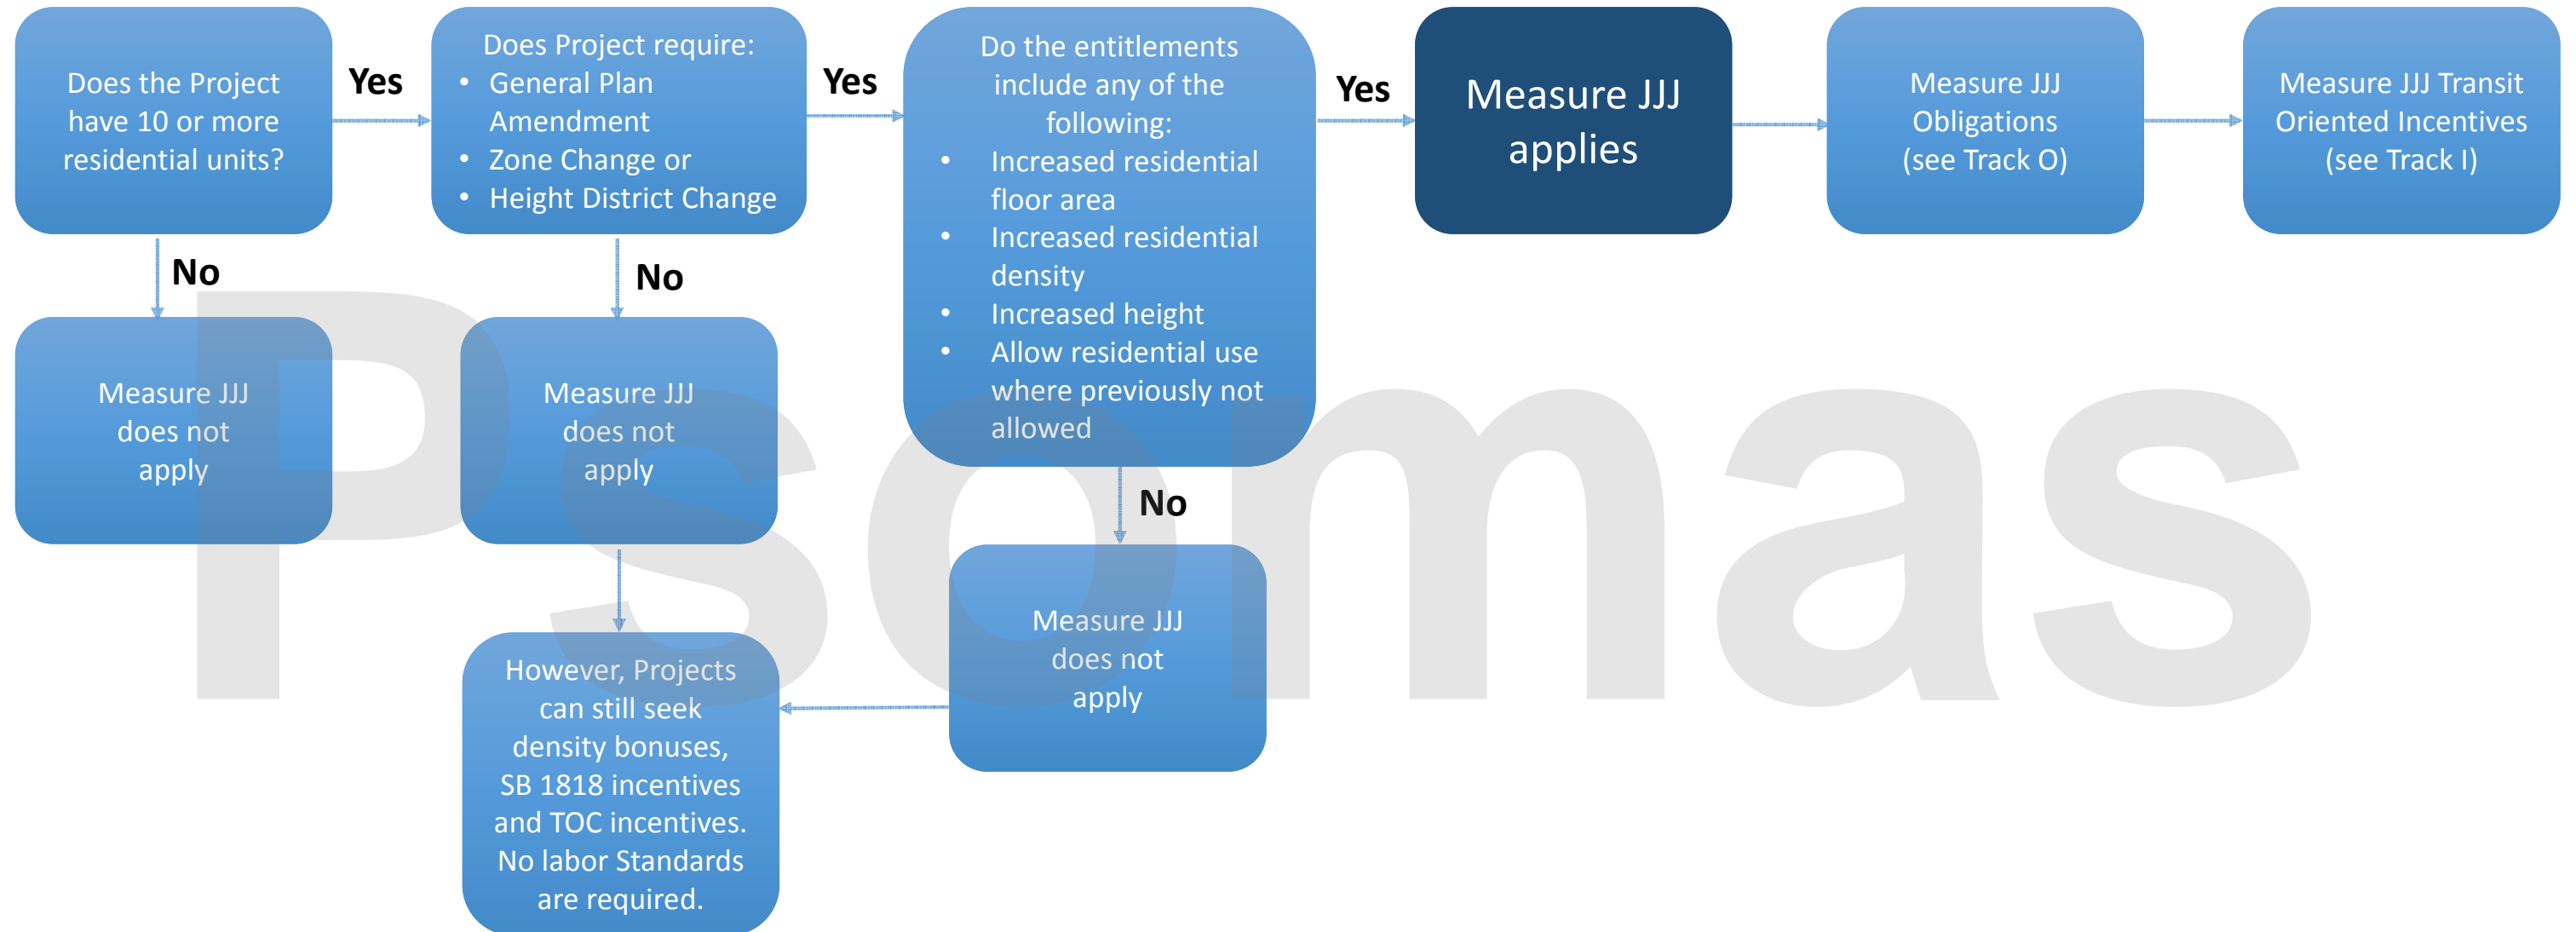 Does the Project
have 10 or more
residential units?
Yes
Does Project require:
• General Plan
Amendment
• Zone Change or
• Height District Change
Yes
Do the entitlements
include any of the
following:
• Increased residential
floor area
• Increased residential
density
• Increased height
• Allow residential use
where previously not
allowed
Yes
Measure JJJ
applies
Measure JJJ
Obligations
(see Track O)
Measure JJJ Transit
Oriented Incentives
(see Track I)
No
Measure JJJ
does not
apply
No
Measure JJJ
does not
apply
No
Measure JJJ
does not
apply
However, Projects
can still seek
density bonuses,
SB 1818 incentives
and TOC incentives.
No labor Standards
are required.
Psomas